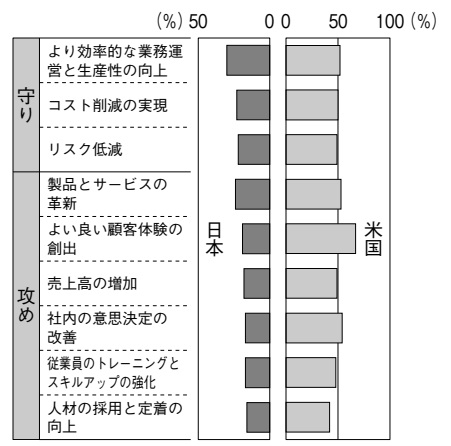 (%) 50 0 0 50 100 (%)
守り
より効率的な業務運
営と生産性の向上
コスト削減の実現
リスク低減
攻め
製品とサービスの
革新
よい良い顧客体験の
創出
売上高の増加
社内の意思決定の
改善
従業員のトレーニングと
スキルアップの強化
人材の採用と定着の
向上
日本
米国